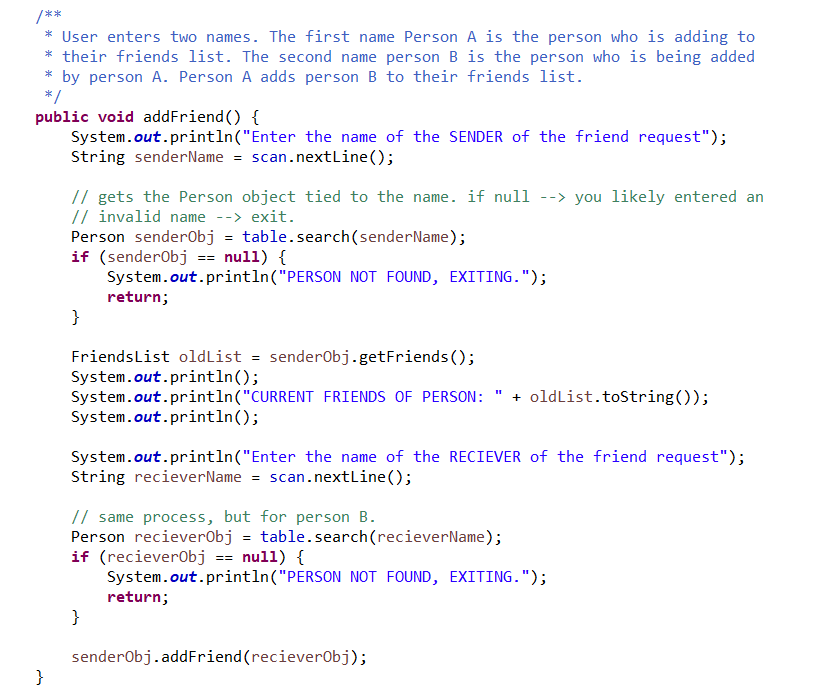 /**
 * User enters two names. The first name Person A is the person who is adding to
 * their friends list. The second name person B is the person who is being added
 * by person A. Person A adds person B to their friends list.
 */
public void addFriend() {
    System.out.println("Enter the name of the SENDER of the friend request");
    String senderName = scan.nextLine();

    // gets the Person object tied to the name. if null --> you likely entered an
    // invalid name --> exit.
    Person senderObj = table.search(senderName);
    if (senderObj == null) {
        System.out.println("PERSON NOT FOUND, EXITING.");
        return;
    }

    FriendsList oldList = senderObj.getFriends();
    System.out.println();
    System.out.println("CURRENT FRIENDS OF PERSON: " + oldList.toString());
    System.out.println();

    System.out.println("Enter the name of the RECIEVER of the friend request");
    String recieverName = scan.nextLine();

    // same process, but for person B.
    Person recieverObj = table.search(recieverName);
    if (recieverObj == null) {
        System.out.println("PERSON NOT FOUND, EXITING.");
        return;
    }

    senderObj.addFriend(recieverObj);
}